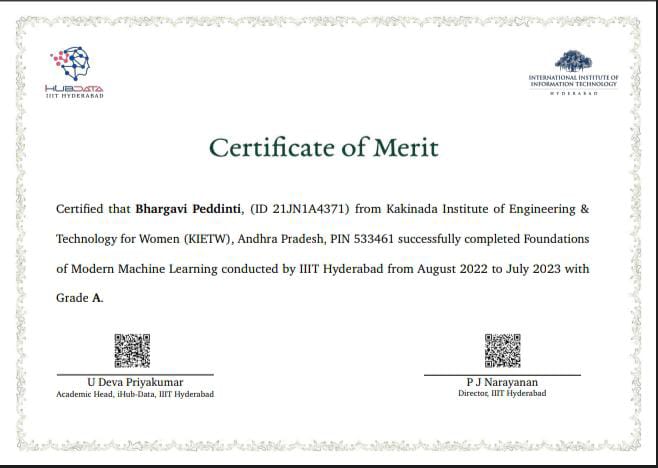 HUBDATA
IIIT HYDERABAD
INTERNATIONAL INSTITUTE OF
INFORMATION TECHNOLOGY
HYDERABAD
Certificate of Merit
Certified that Bhargavi Peddinti, (ID 21JN1A4371) from Kakinada Institute of Engineering &
Technology for Women (KIETW), Andhra Pradesh, PIN 533461 successfully completed Foundations
of Modern Machine Learning conducted by IIIT Hyderabad from August 2022 to July 2023 with
Grade A.
U Deva Priyakumar
Academic Head, iHub-Data, IIIT Hyderabad
P J Narayanan
Director, IIIT Hyderabad